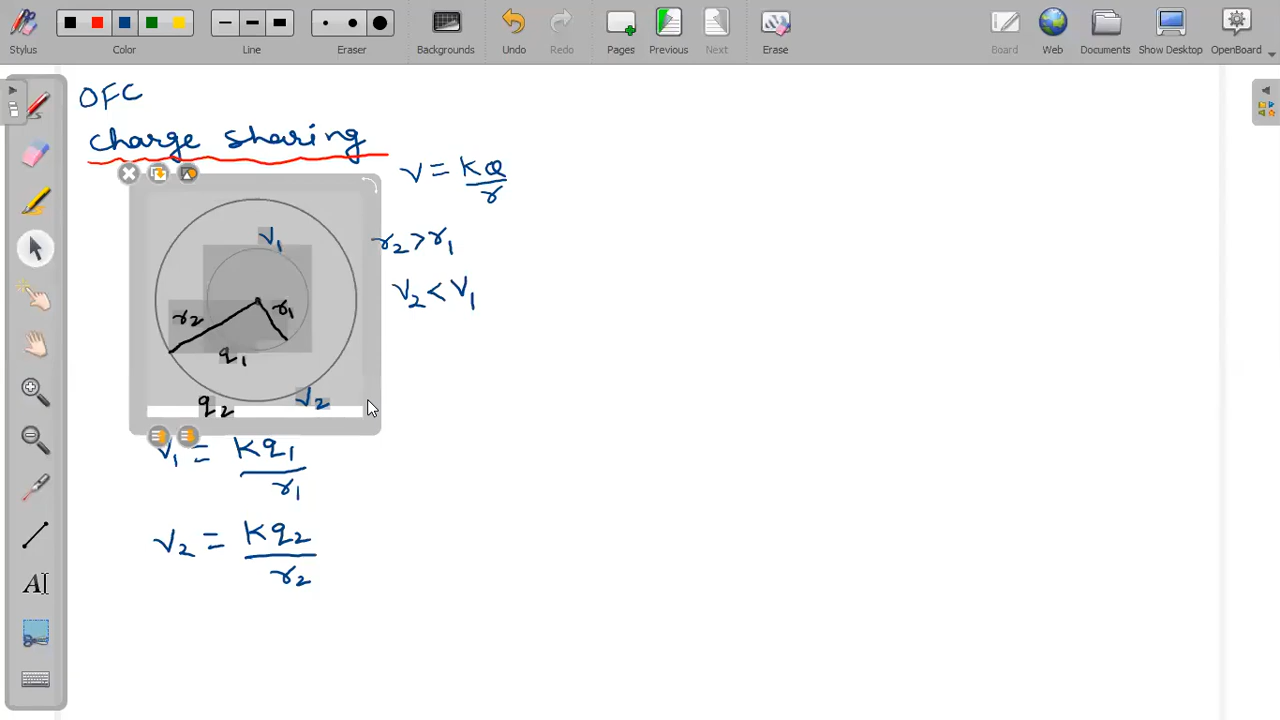 Stylus Color Line Eraser Backgrounds Undo Redo Pages Previous Next Erase Board Web Documents Show Desktop OpenBoard
OFC
charge sharing
V = KQ/r
V1
r2 > r1
V2 < V1
r2 r1
q1
q2 V2
V1 = Kq1/r1
V2 = Kq2/r2